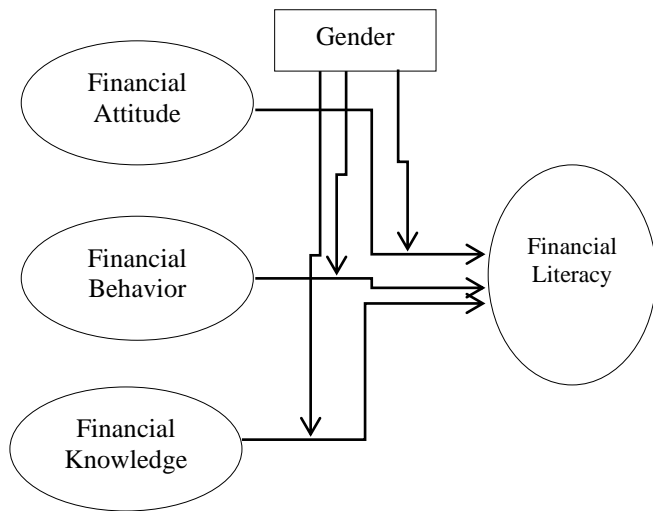 Gender
Financial
Attitude
Financial
Behavior
Financial
Literacy
Financial
Knowledge